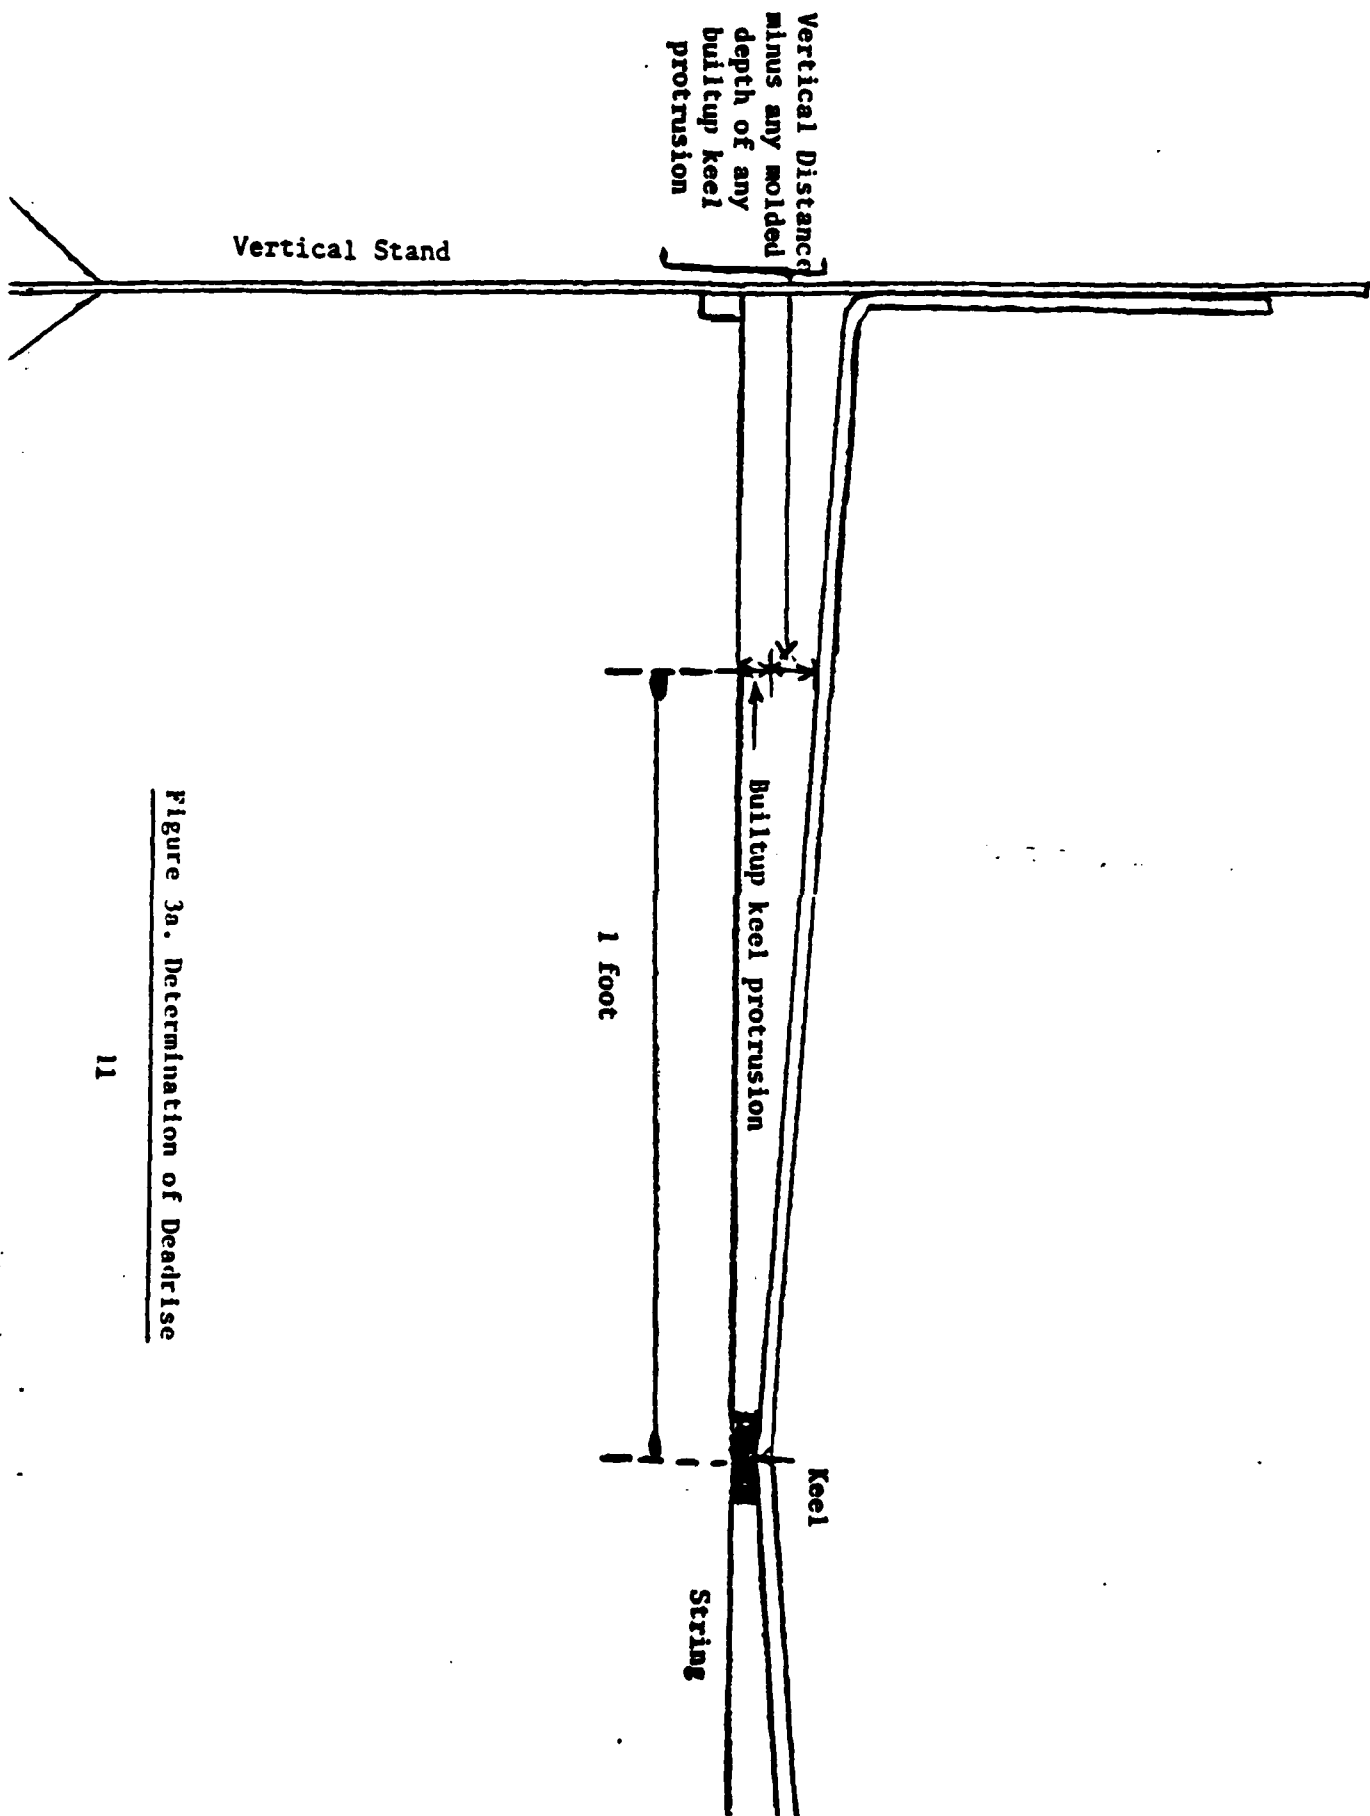 Vertical Distance
minus any molded
depth of any
builtup keel
protrusion
Vertical Stand
Builtup keel protrusion
1 foot
Keel
String
Figure 3a. Determination of Deadrise
11